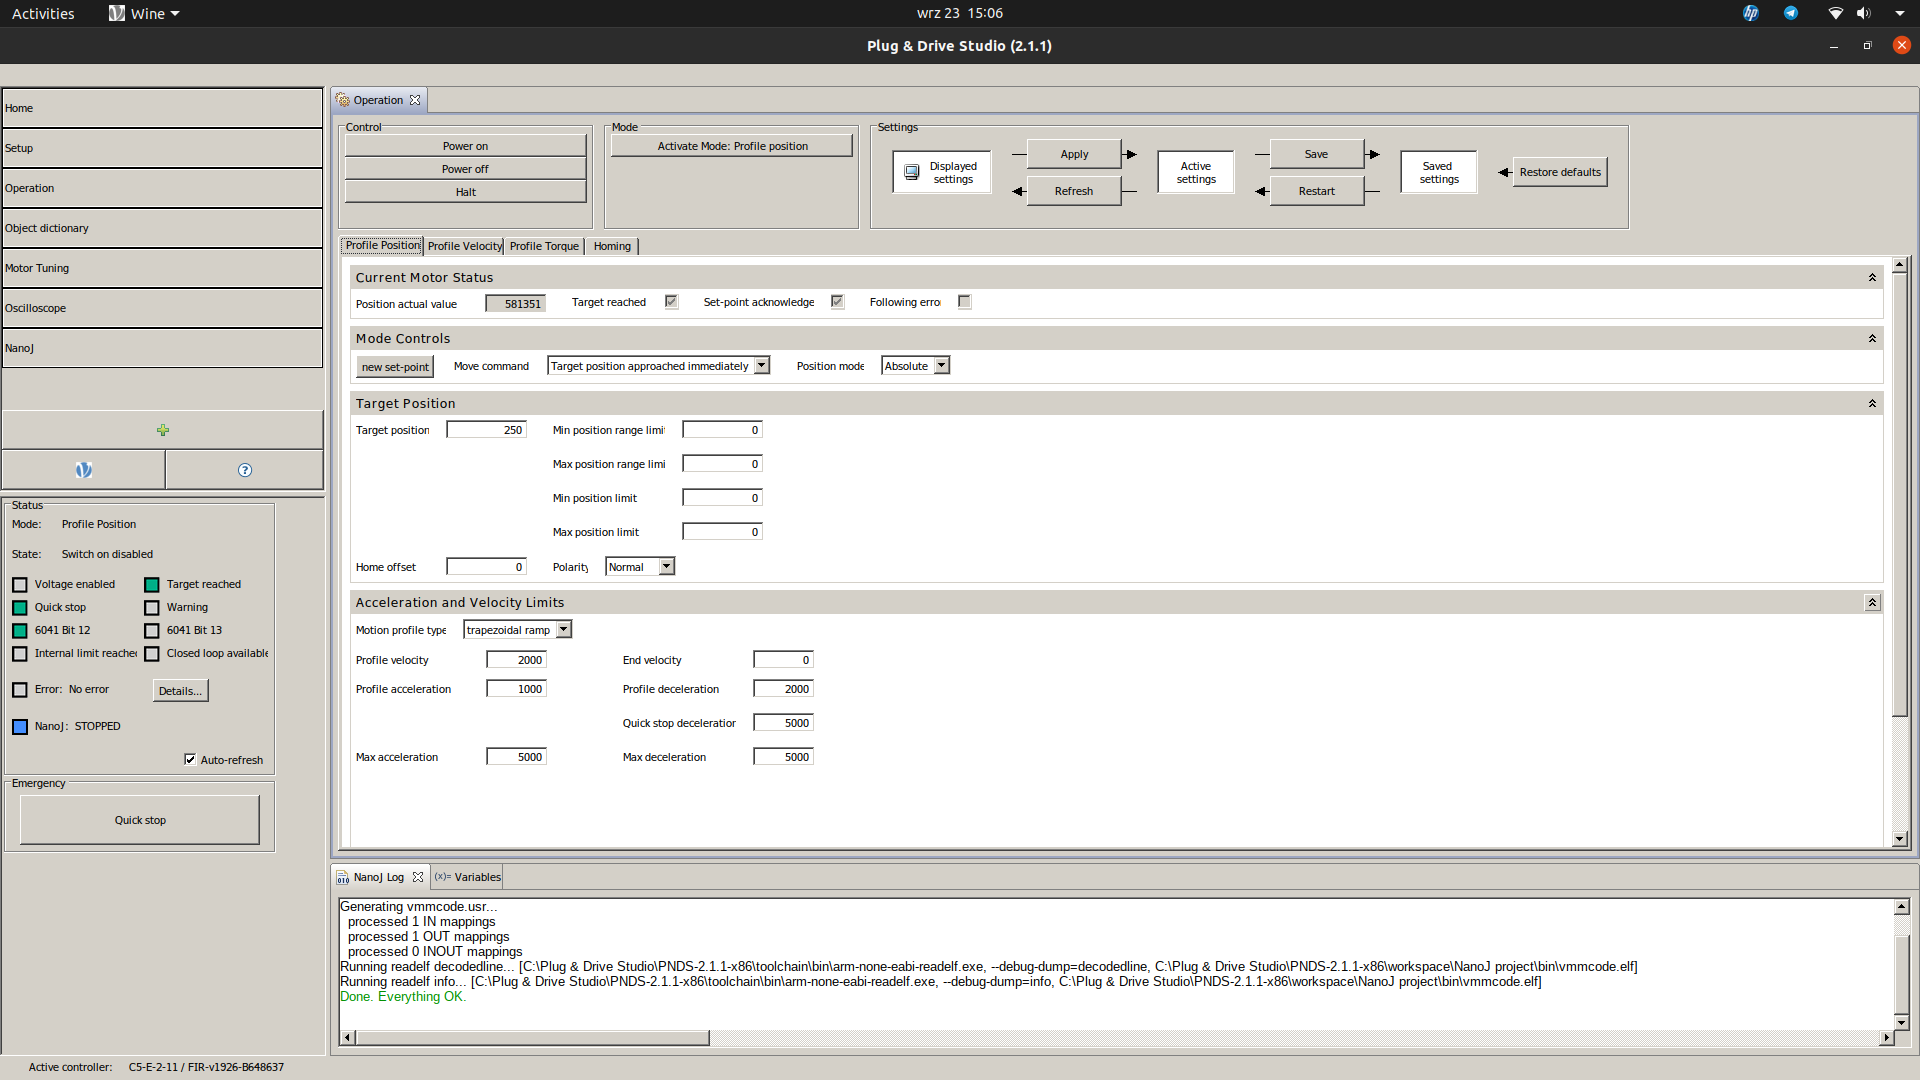 Activities
Wine
wrz 23 15:06
hp
Plug & Drive Studio (2.1.1)
Home
Setup
Operation
Object dictionary
Motor Tuning
Oscilloscope
NanoJ
Status
Mode: Profile Position
State: Switch on disabled
Voltage enabled
Target reached
Quick stop
Warning
6041 Bit 12
6041 Bit 13
Internal limit reached
Closed loop available
Error: No error
Details...
NanoJ: STOPPED
Auto-refresh
Emergency
Quick stop
Operation
Control
Power on
Power off
Halt
Mode
Activate Mode: Profile position
Settings
Displayed settings
Apply
Refresh
Active settings
Save
Restart
Saved settings
Restore defaults
Profile Position
Profile Velocity
Profile Torque
Homing
Current Motor Status
Position actual value 581351
Target reached
Set-point acknowledge
Following erro
Mode Controls
new set-point
Move command Target position approached immediately
Position mode Absolute
Target Position
Target position 250
Min position range limi 0
Max position range limi 0
Min position limit 0
Max position limit 0
Home offset 0
Polarity Normal
Acceleration and Velocity Limits
Motion profile type trapezoidal ramp
Profile velocity 2000
End velocity 0
Profile acceleration 1000
Profile deceleration 2000
Quick stop deceleration 5000
Max acceleration 5000
Max deceleration 5000
NanoJ Log
(x)= Variables
Generating vmmcode.usr...
processed 1 IN mappings
processed 1 OUT mappings
processed 0 INOUT mappings
Running readelf decodedline... [C:\Plug & Drive Studio\PNDS-2.1.1-x86\toolchain\bin\arm-none-eabi-readelf.exe, --debug-dump=decodedline, C:\Plug & Drive Studio\PNDS-2.1.1-x86\workspace\NanoJ project\bin\vmmcode.elf]
Running readelf info... [C:\Plug & Drive Studio\PNDS-2.1.1-x86\toolchain\bin\arm-none-eabi-readelf.exe, --debug-dump=info, C:\Plug & Drive Studio\PNDS-2.1.1-x86\workspace\NanoJ project\bin\vmmcode.elf]
Done. Everything OK.
Active controller: C5-E-2-11 / FIR-v1926-B648637